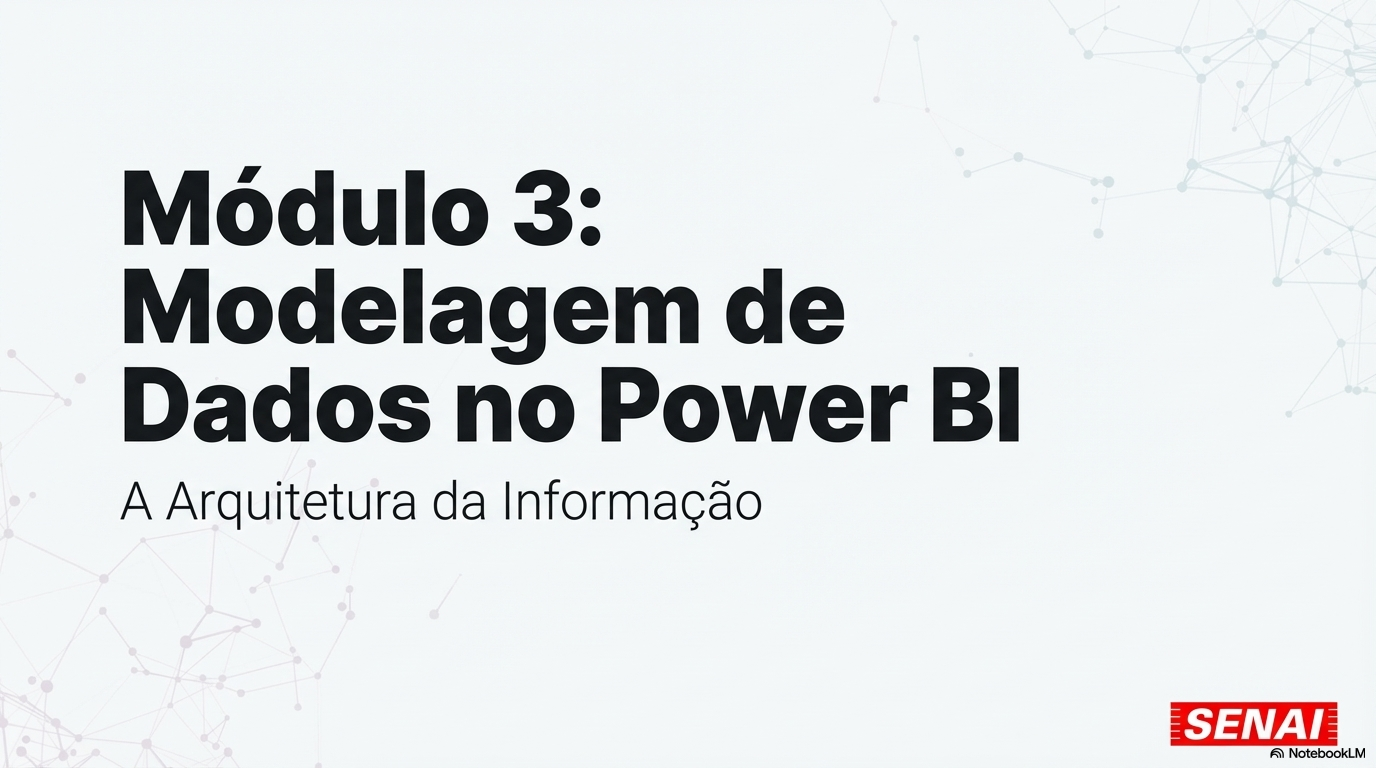 Módulo 3:
Modelagem de
Dados no Power BI
A Arquitetura da Informação
SENAI
NotebookLM